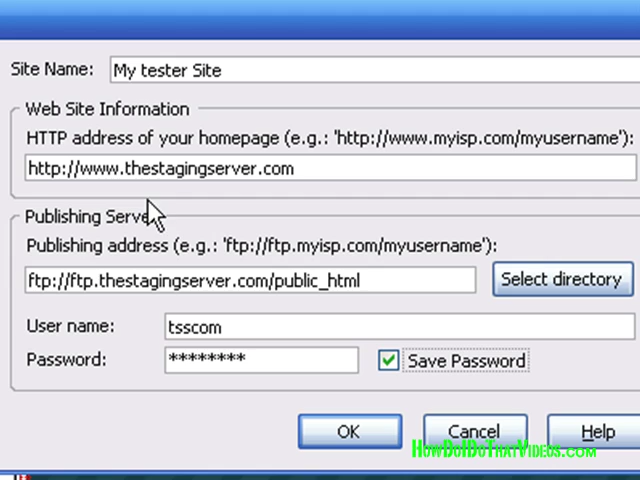 Site Name: My tester Site
Web Site Information
HTTP address of your homepage (e.g.: 'http://www.myisp.com/myusername'):
http://www.thestagingserver.com
Publishing Serve
Publishing address (e.g.: 'ftp://ftp.myisp.com/myusername'):
ftp://ftp.thestagingserver.com/public_html Select directory
User name: tsscom
Password: ******** Save Password
OK Cancel Help
HowDoIDoThatVideos.com